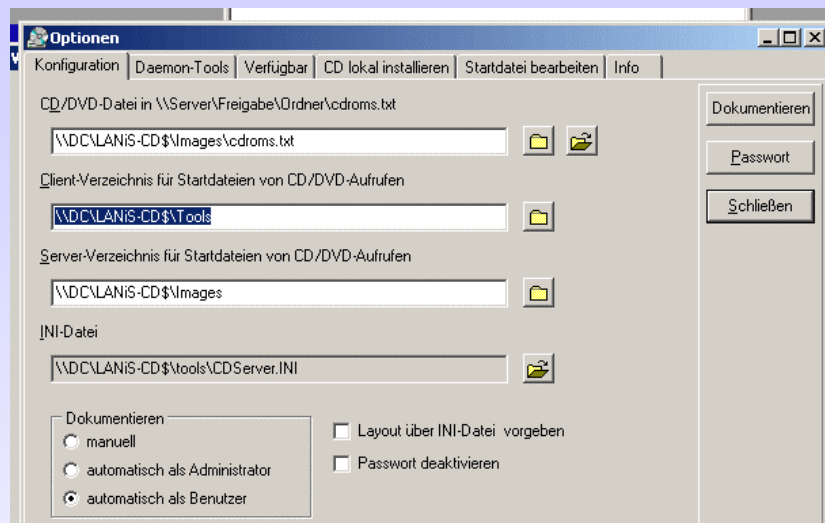 Optionen
Konfiguration Daemon-Tools Verfügbar CD lokal installieren Startdatei bearbeiten Info
CD/DVD-Datei in \\Server\Freigabe\Ordner\cdroms.txt
\\DC\LANiS-CD$\Images\cdroms.txt
Client-Verzeichnis für Startdateien von CD/DVD-Aufrufen
\\DC\LANiS-CD$\Tools
Server-Verzeichnis für Startdateien von CD/DVD-Aufrufen
\\DC\LANiS-CD$\Images
INI-Datei
\\DC\LANiS-CD$\tools\CDServer.INI
Dokumentieren
manuell
automatisch als Administrator
automatisch als Benutzer
Layout über INI-Datei vorgeben
Passwort deaktivieren
Dokumentieren
Passwort
Schließen